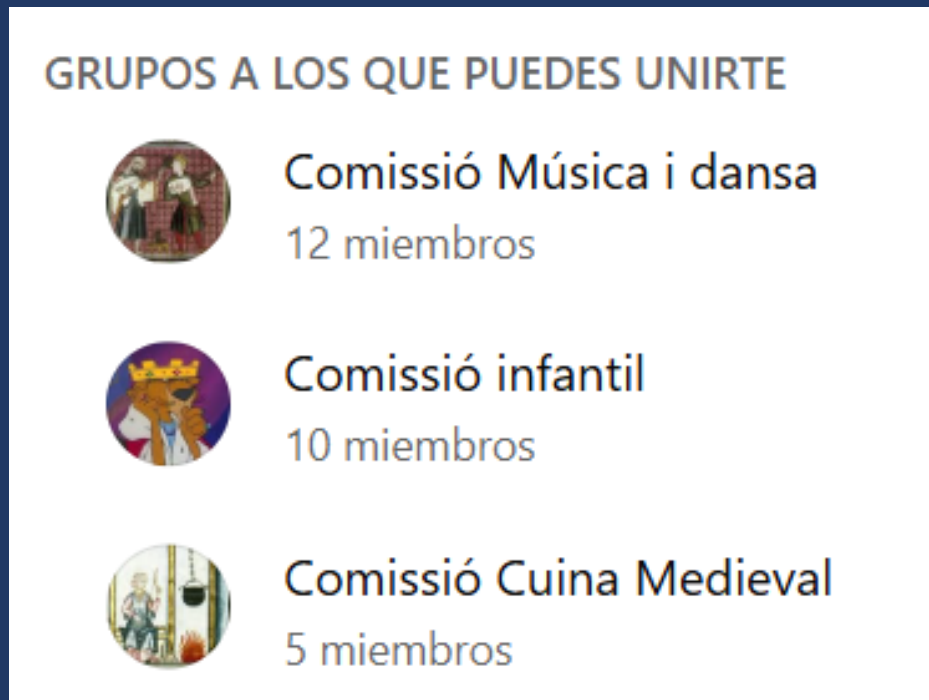 GRUPOS A LOS QUE PUEDES UNIRTE
Comissió Música i dansa
12 miembros
Comissió infantil
10 miembros
Comissió Cuina Medieval
5 miembros